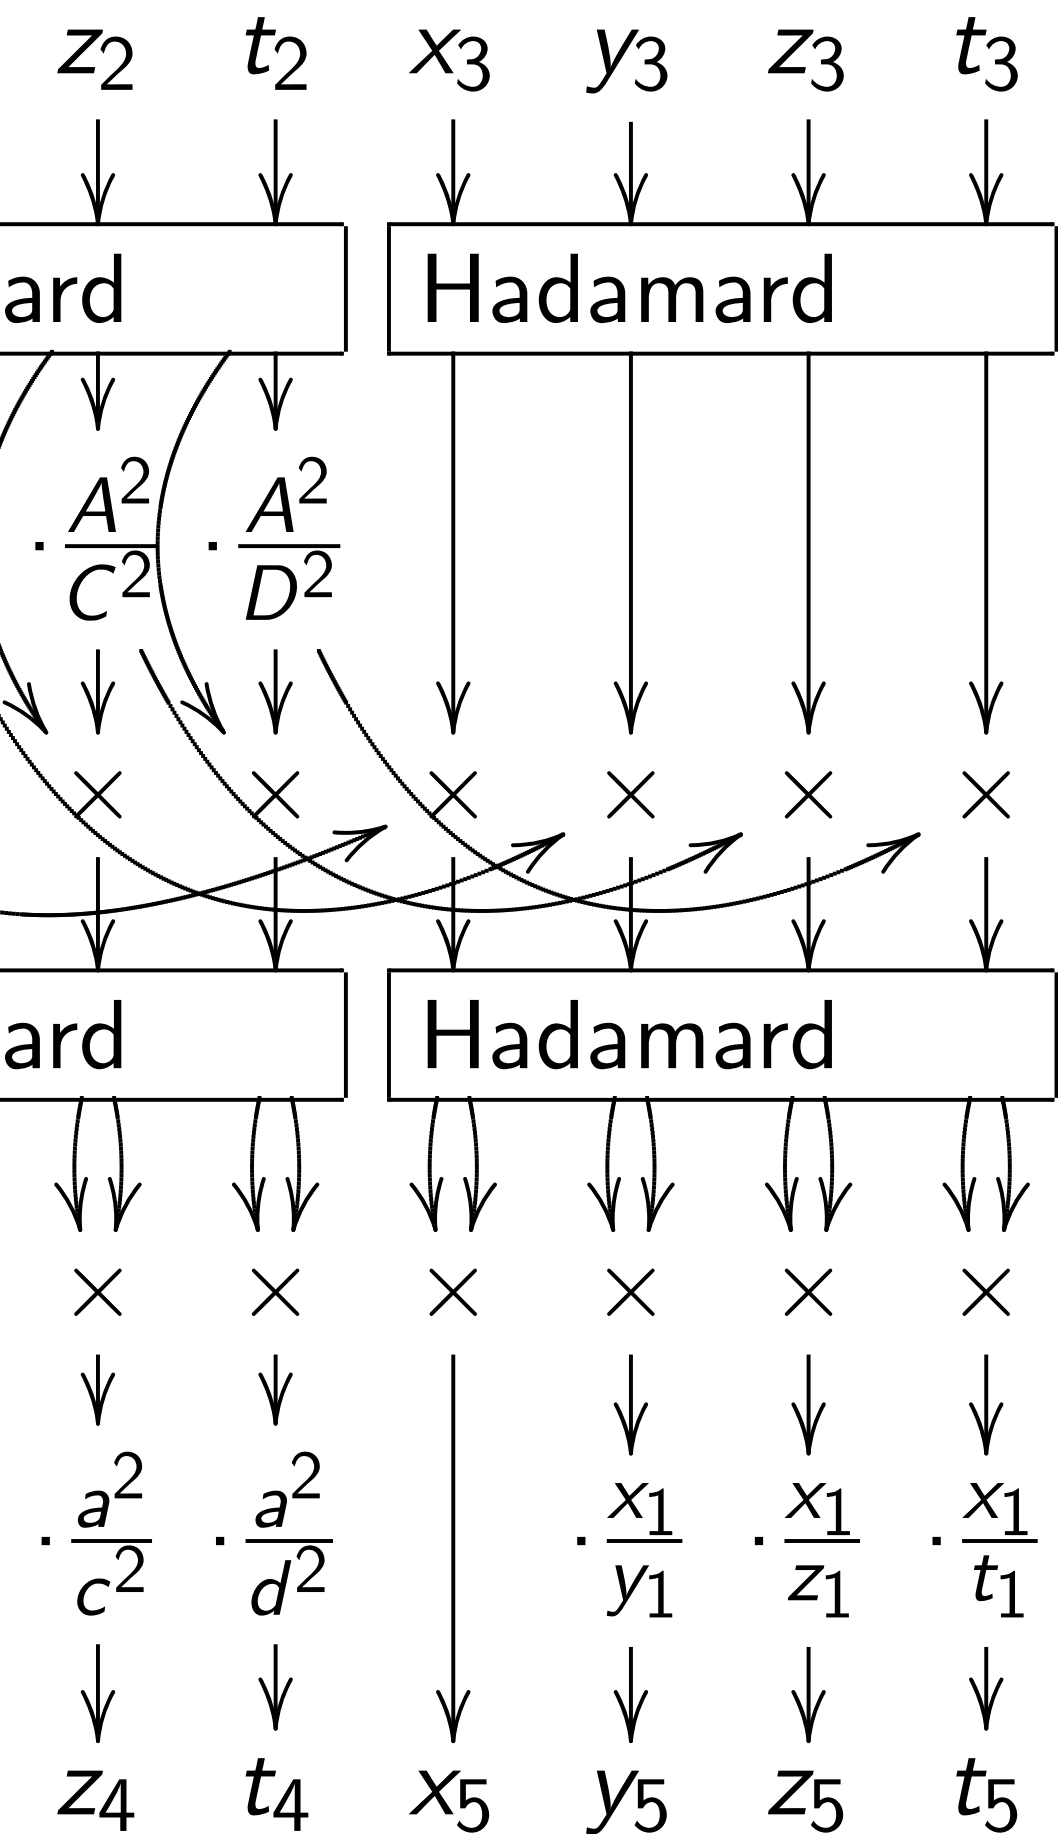 z₂ t₂ x₃ y₃ z₃ t₃
ard Hadamard
· A²/C² · A²/D²
× × × × × ×
ard Hadamard
× × × × × ×
· a²/c² · a²/d² · x₁/y₁ · x₁/z₁ · x₁/t₁
z₄ t₄ x₅ y₅ z₅ t₅